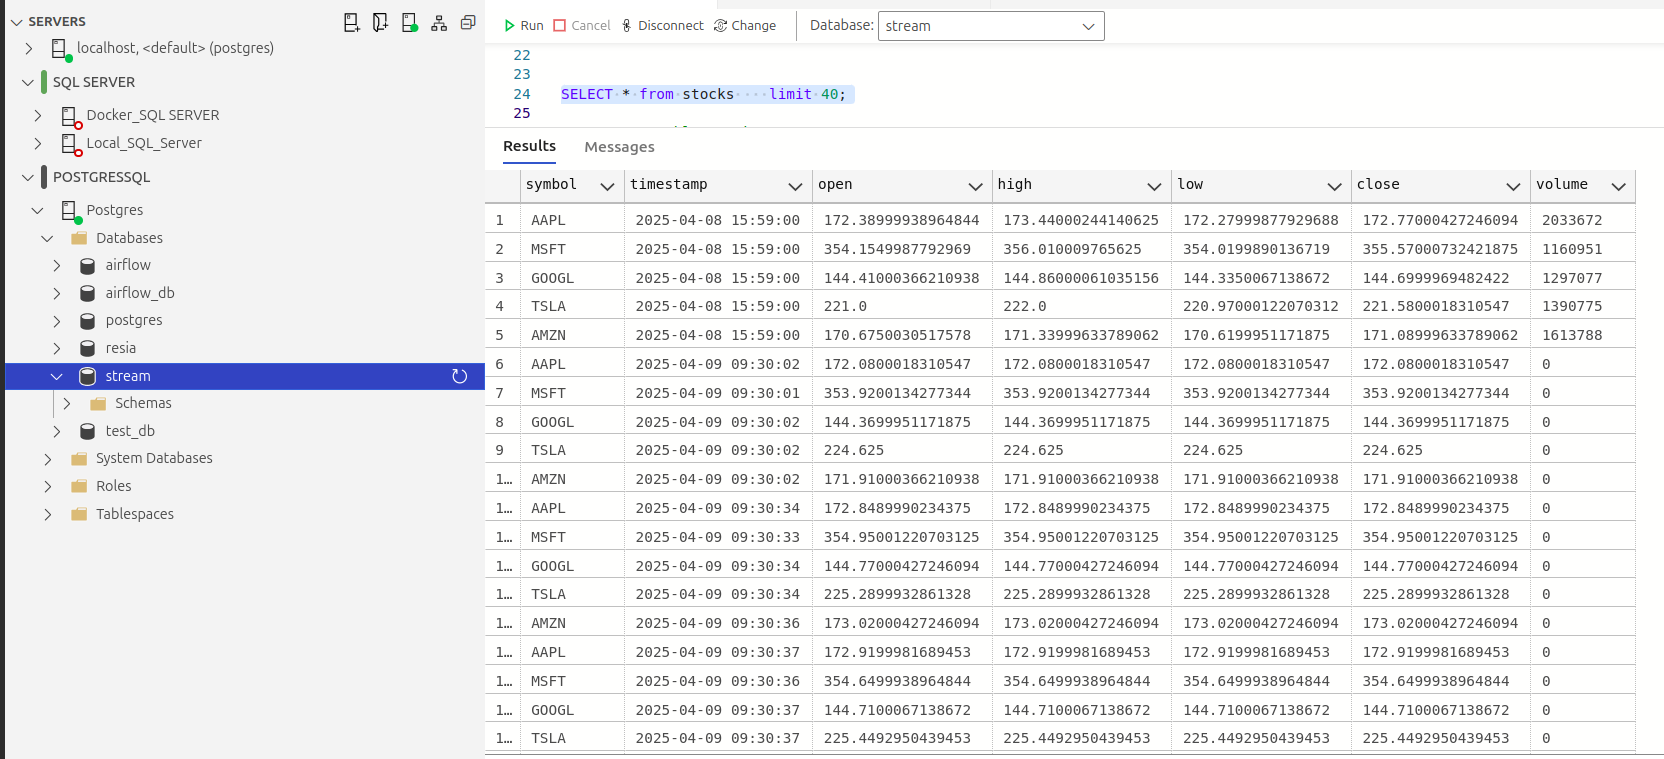 SERVERS
localhost, <default> (postgres)
SQL SERVER
Docker_SQL SERVER
Local_SQL_Server
POSTGRESSQL
Postgres
Databases
airflow
airflow_db
postgres
resia
stream
Schemas
test_db
System Databases
Roles
Tablespaces
Run Cancel Disconnect Change Database: stream
22
23
24 SELECT * from stocks limit 40;
25
Results Messages
symbol timestamp open high low close volume
1 AAPL 2025-04-08 15:59:00 172.38999938964844 173.44000244140625 172.27999877929688 172.77000427246094 2033672
2 MSFT 2025-04-08 15:59:00 354.1549987792969 356.010009765625 354.0199890136719 355.57000732421875 1160951
3 GOOGL 2025-04-08 15:59:00 144.41000366210938 144.86000061035156 144.3350067138672 144.6999969482422 1297077
4 TSLA 2025-04-08 15:59:00 221.0 222.0 220.97000122070312 221.5800018310547 1390775
5 AMZN 2025-04-08 15:59:00 170.6750030517578 171.33999633789062 170.6199951171875 171.08999633789062 1613788
6 AAPL 2025-04-09 09:30:02 172.0800018310547 172.0800018310547 172.0800018310547 172.0800018310547 0
7 MSFT 2025-04-09 09:30:01 353.9200134277344 353.9200134277344 353.9200134277344 353.9200134277344 0
8 GOOGL 2025-04-09 09:30:02 144.3699951171875 144.3699951171875 144.3699951171875 144.3699951171875 0
9 TSLA 2025-04-09 09:30:02 224.625 224.625 224.625 224.625 0
1… AMZN 2025-04-09 09:30:02 171.91000366210938 171.91000366210938 171.91000366210938 171.91000366210938 0
1… AAPL 2025-04-09 09:30:34 172.8489990234375 172.8489990234375 172.8489990234375 172.8489990234375 0
1… MSFT 2025-04-09 09:30:33 354.95001220703125 354.95001220703125 354.95001220703125 354.95001220703125 0
1… GOOGL 2025-04-09 09:30:34 144.77000427246094 144.77000427246094 144.77000427246094 144.77000427246094 0
1… TSLA 2025-04-09 09:30:34 225.2899932861328 225.2899932861328 225.2899932861328 225.2899932861328 0
1… AMZN 2025-04-09 09:30:36 173.02000427246094 173.02000427246094 173.02000427246094 173.02000427246094 0
1… AAPL 2025-04-09 09:30:37 172.9199981689453 172.9199981689453 172.9199981689453 172.9199981689453 0
1… MSFT 2025-04-09 09:30:36 354.6499938964844 354.6499938964844 354.6499938964844 354.6499938964844 0
1… GOOGL 2025-04-09 09:30:37 144.7100067138672 144.7100067138672 144.7100067138672 144.7100067138672 0
1… TSLA 2025-04-09 09:30:37 225.4492950439453 225.4492950439453 225.4492950439453 225.4492950439453 0